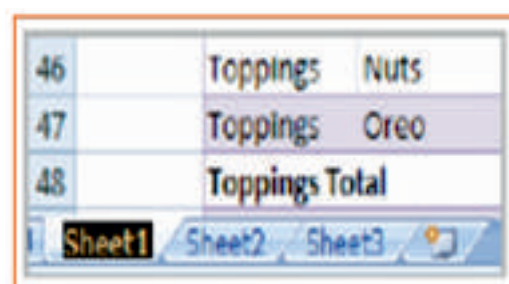 46 Toppings Nuts
47 Toppings Oreo
48 Toppings Total
Sheet1 Sheet2 Sheet3